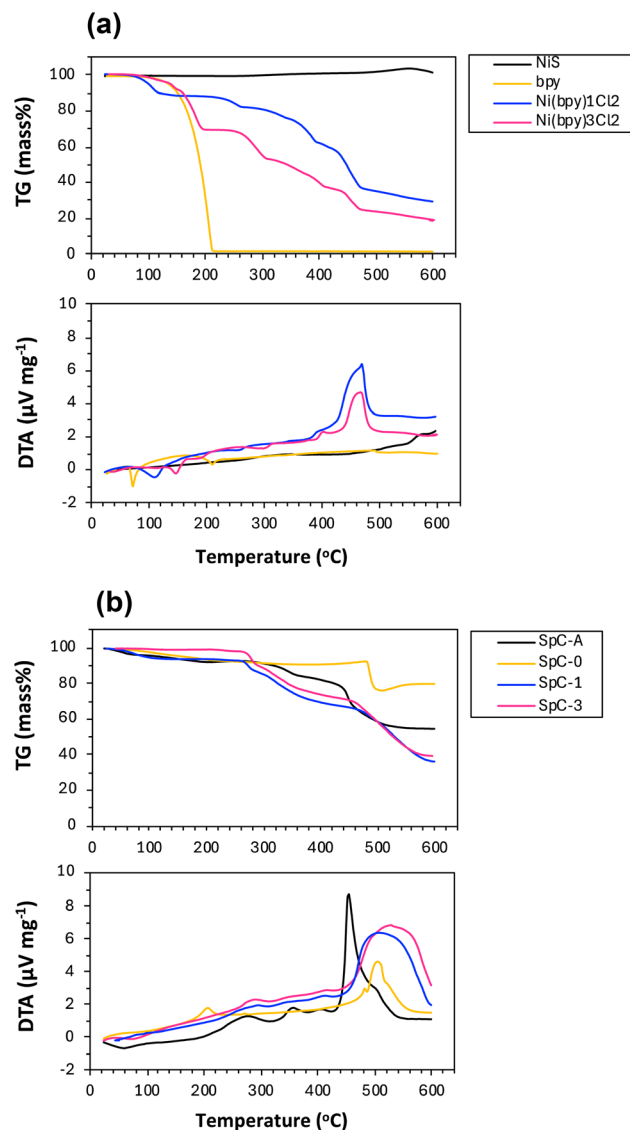 (a)
TG (mass%)
120
100
80
60
40
20
0
0 100 200 300 400 500 600
NiS
bpy
Ni(bpy)1Cl2
Ni(bpy)3Cl2
DTA (µV mg-1)
10
8
6
4
2
0
-2
0 100 200 300 400 500 600
Temperature (oC)
(b)
TG (mass%)
100
80
60
40
20
0
0 100 200 300 400 500 600
SpC-A
SpC-0
SpC-1
SpC-3
DTA (µV mg-1)
10
8
6
4
2
0
-2
0 100 200 300 400 500 600
Temperature (oC)